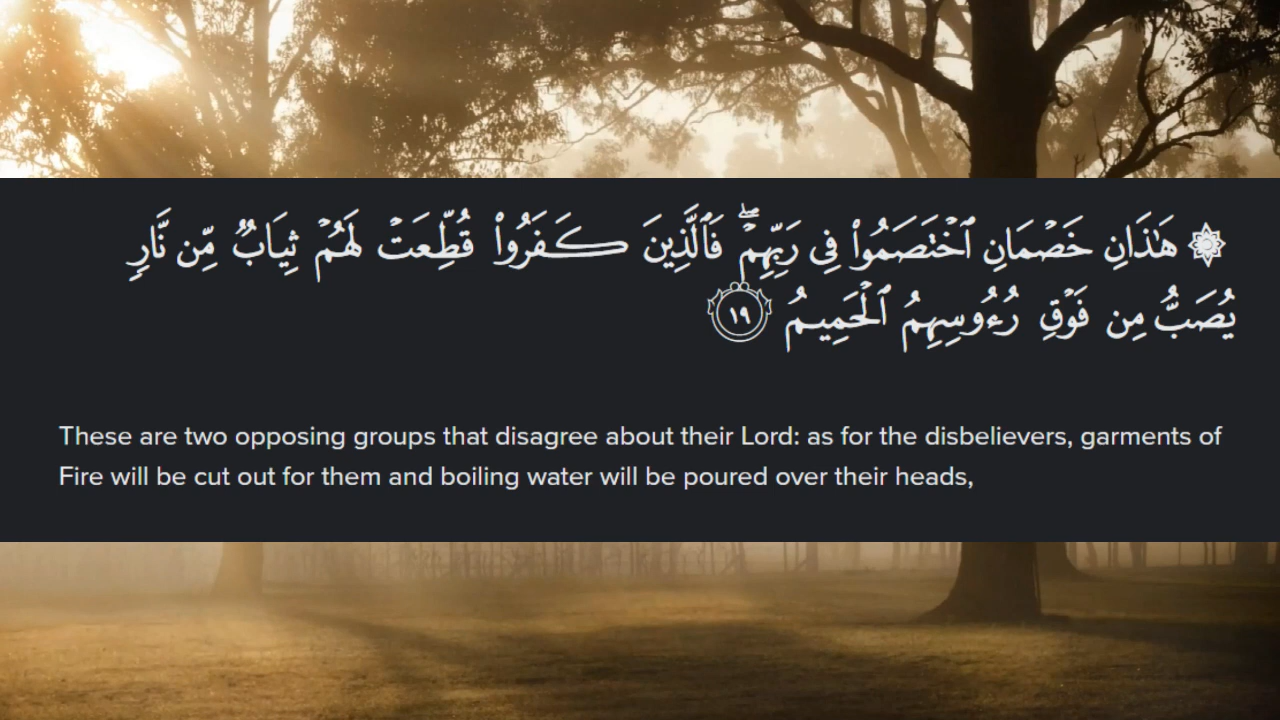 ۞ هَـٰذَانِ خَصْمَانِ ٱخْتَصَمُوا۟ فِى رَبِّهِمْ ۖ فَٱلَّذِينَ كَفَرُوا۟ قُطِّعَتْ لَهُمْ ثِيَابٌۭ مِّن نَّارٍۢ
يُصَبُّ مِن فَوْقِ رُءُوسِهِمُ ٱلْحَمِيمُ ١٩
These are two opposing groups that disagree about their Lord: as for the disbelievers, garments of
Fire will be cut out for them and boiling water will be poured over their heads,